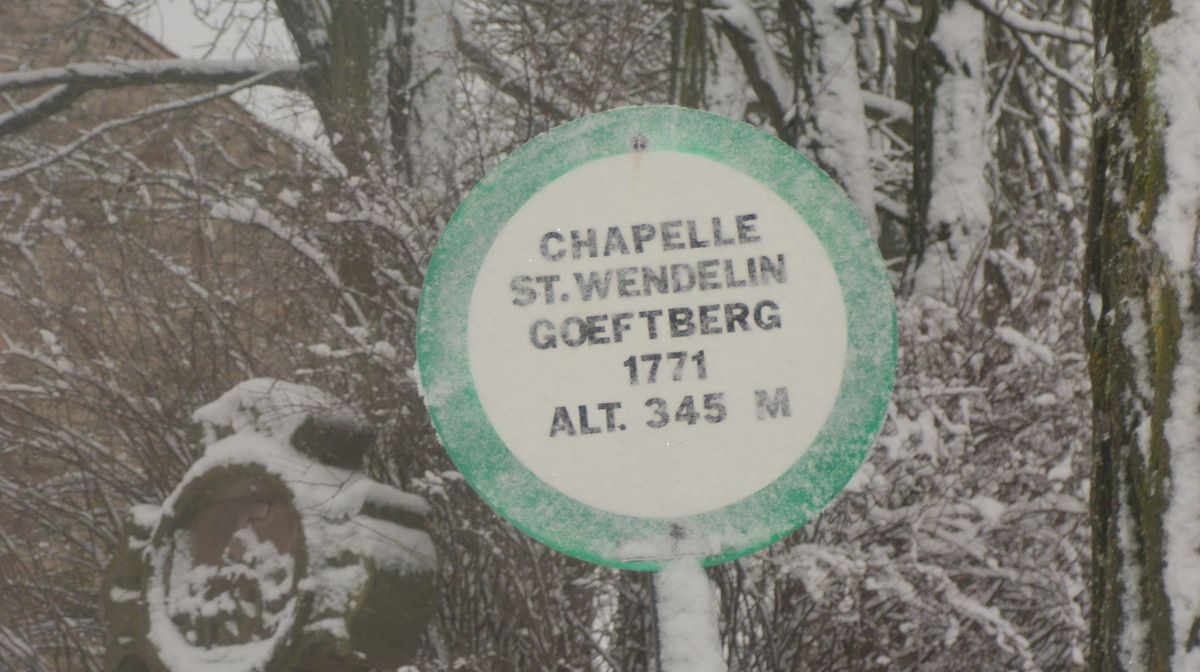 CHAPELLE
ST. WENDELIN
GOEFTBERG
1771
ALT. 345 M